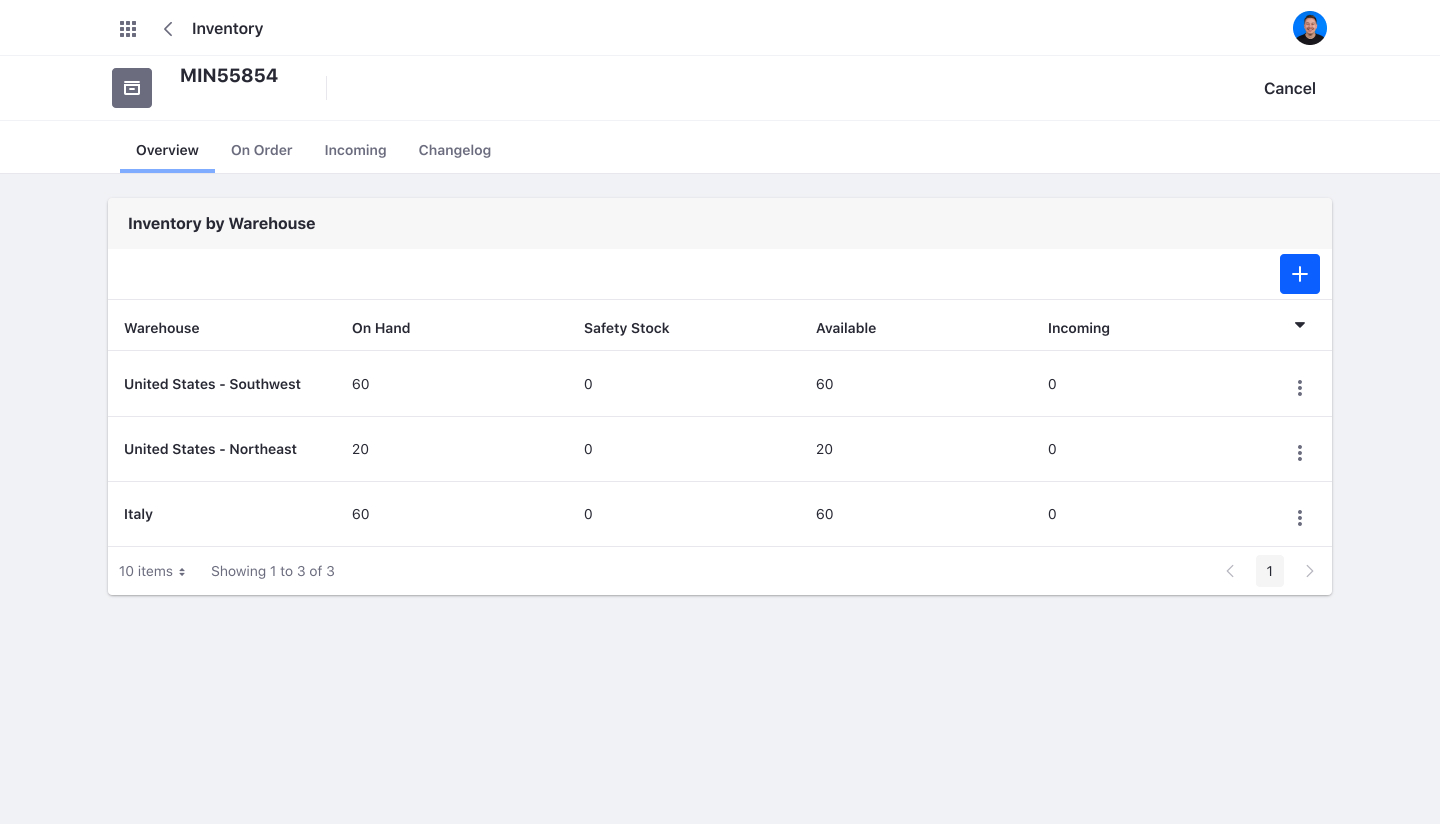 Inventory
MIN55854
Cancel
Overview On Order Incoming Changelog
Inventory by Warehouse
Warehouse On Hand Safety Stock Available Incoming
United States - Southwest 60 0 60 0
United States - Northeast 20 0 20 0
Italy 60 0 60 0
10 items Showing 1 to 3 of 3 1